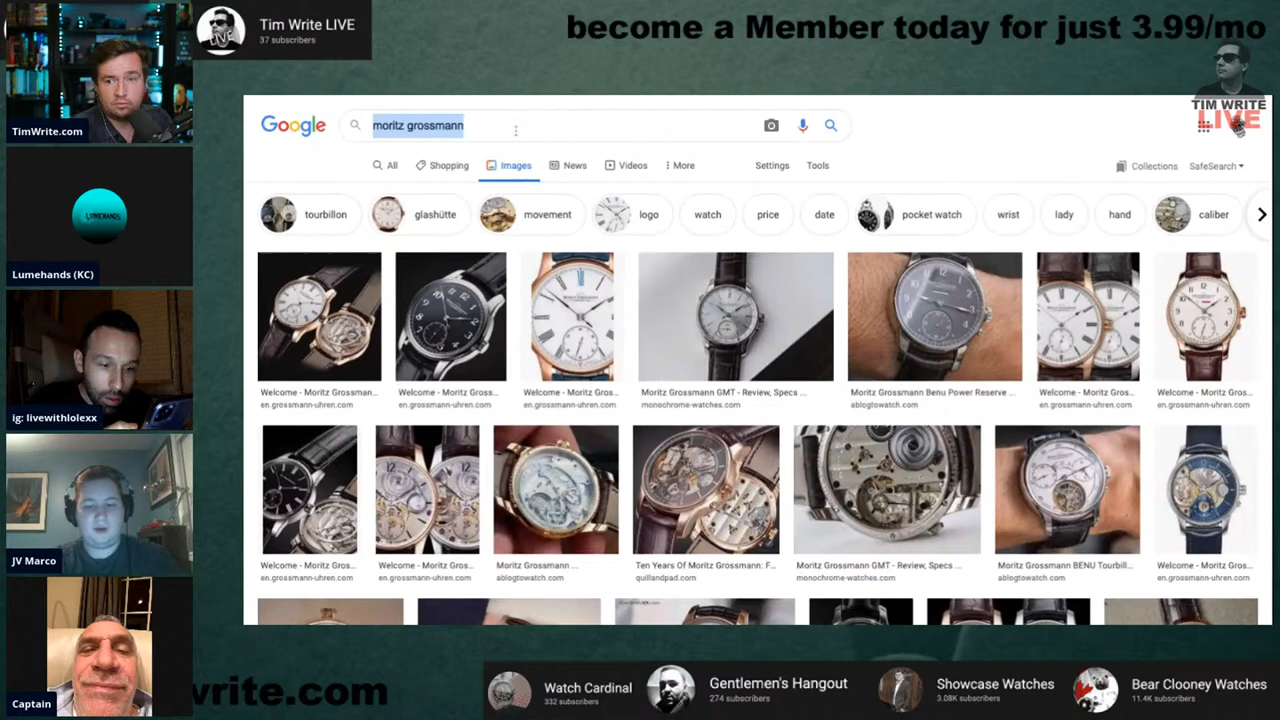 Tim Write LIVE
37 subscribers
become a Member today for just 3.99/mo
TIM WRITE
LIVE
TimWrite.com
LUMEHANDS
Lumehands (KC)
ig: livewithlolexx
JV Marco
Captain
Google
moritz grossmann
All
Shopping
Images
News
Videos
More
Settings
Tools
Collections
SafeSearch
tourbillon
glashütte
movement
logo
watch
price
date
pocket watch
wrist
lady
hand
caliber
Welcome - Moritz Grossman...
en.grossmann-uhren.com
Welcome - Moritz Gros...
en.grossmann-uhren.com
Welcome - Moritz Gros...
en.grossmann-uhren.com
Moritz Grossmann GMT - Review, Specs ...
monochrome-watches.com
Moritz Grossmann Benu Power Reserve ...
ablogtowatch.com
Welcome - Moritz Gros...
en.grossmann-uhren.com
Welcome - Moritz Gros...
en.grossmann-uhren.com
Welcome - Moritz Gros...
en.grossmann-uhren.com
Welcome - Moritz Gros...
en.grossmann-uhren.com
Moritz Grossmann ...
ablogtowatch.com
Ten Years Of Moritz Grossmann: F...
quillandpad.com
Moritz Grossmann GMT - Review, Specs ...
monochrome-watches.com
Moritz Grossmann BENU Tourbill...
ablogtowatch.com
Welcome - Moritz Gros...
en.grossmann-uhren.com
write.com
Watch Cardinal
332 subscribers
Gentlemen's Hangout
274 subscribers
Showcase Watches
3.08K subscribers
Bear Clooney Watches
11.4K subscribers